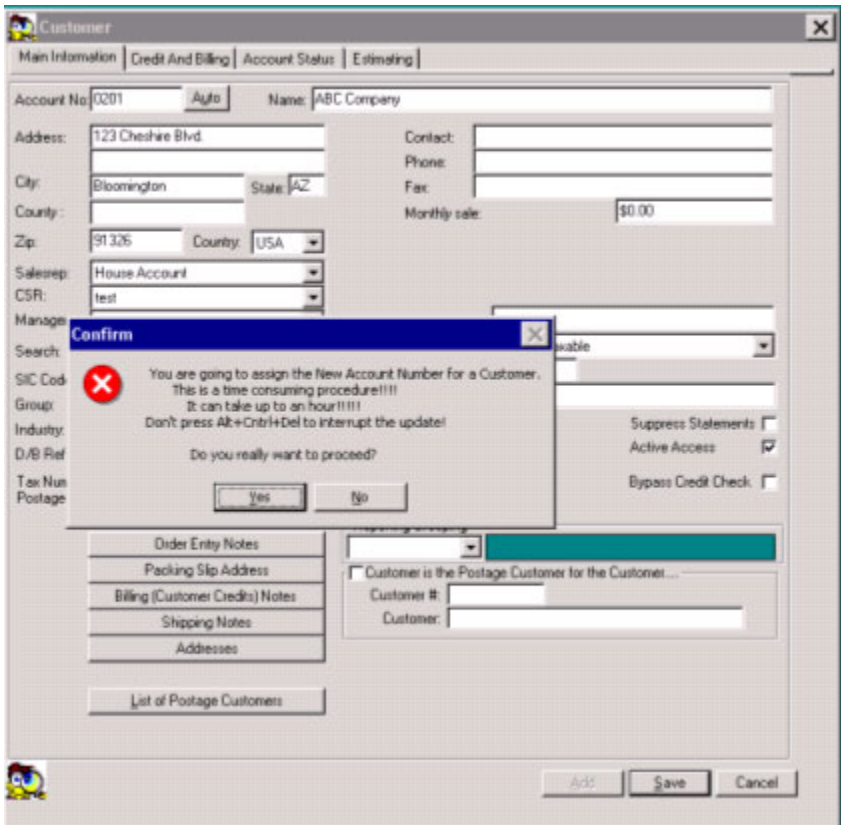 Customer
Main Information Credit And Billing Account Status Estimating
Account No: 0201 Auto Name: ABC Company
Address: 123 Cheshire Blvd. Contact:
Phone:
City: Bloomington State: AZ Fax:
County : Monthly sale: $0.00
Zip: 91326 Country: USA
Salesrep: House Account
CSR: test
Manage
Confirm
Search: axable
You are going to assign the New Account Number for a Customer.
SIC Cod
This is a time consuming procedure!!!!
Group: It can take up to an hour!!!!!
Industry: Don't press Alt+Cntrl+Del to interrupt the update! Suppress Statements
D/B Ref Do you really want to proceed? Active Access
Tax Num Bypass Credit Check
Postage Yes No
Order Entry Notes
Packing Slip Address Customer is the Postage Customer for the Customer....
Billing (Customer Credits) Notes Customer #:
Shipping Notes Customer:
Addresses
List of Postage Customers
Add Save Cancel